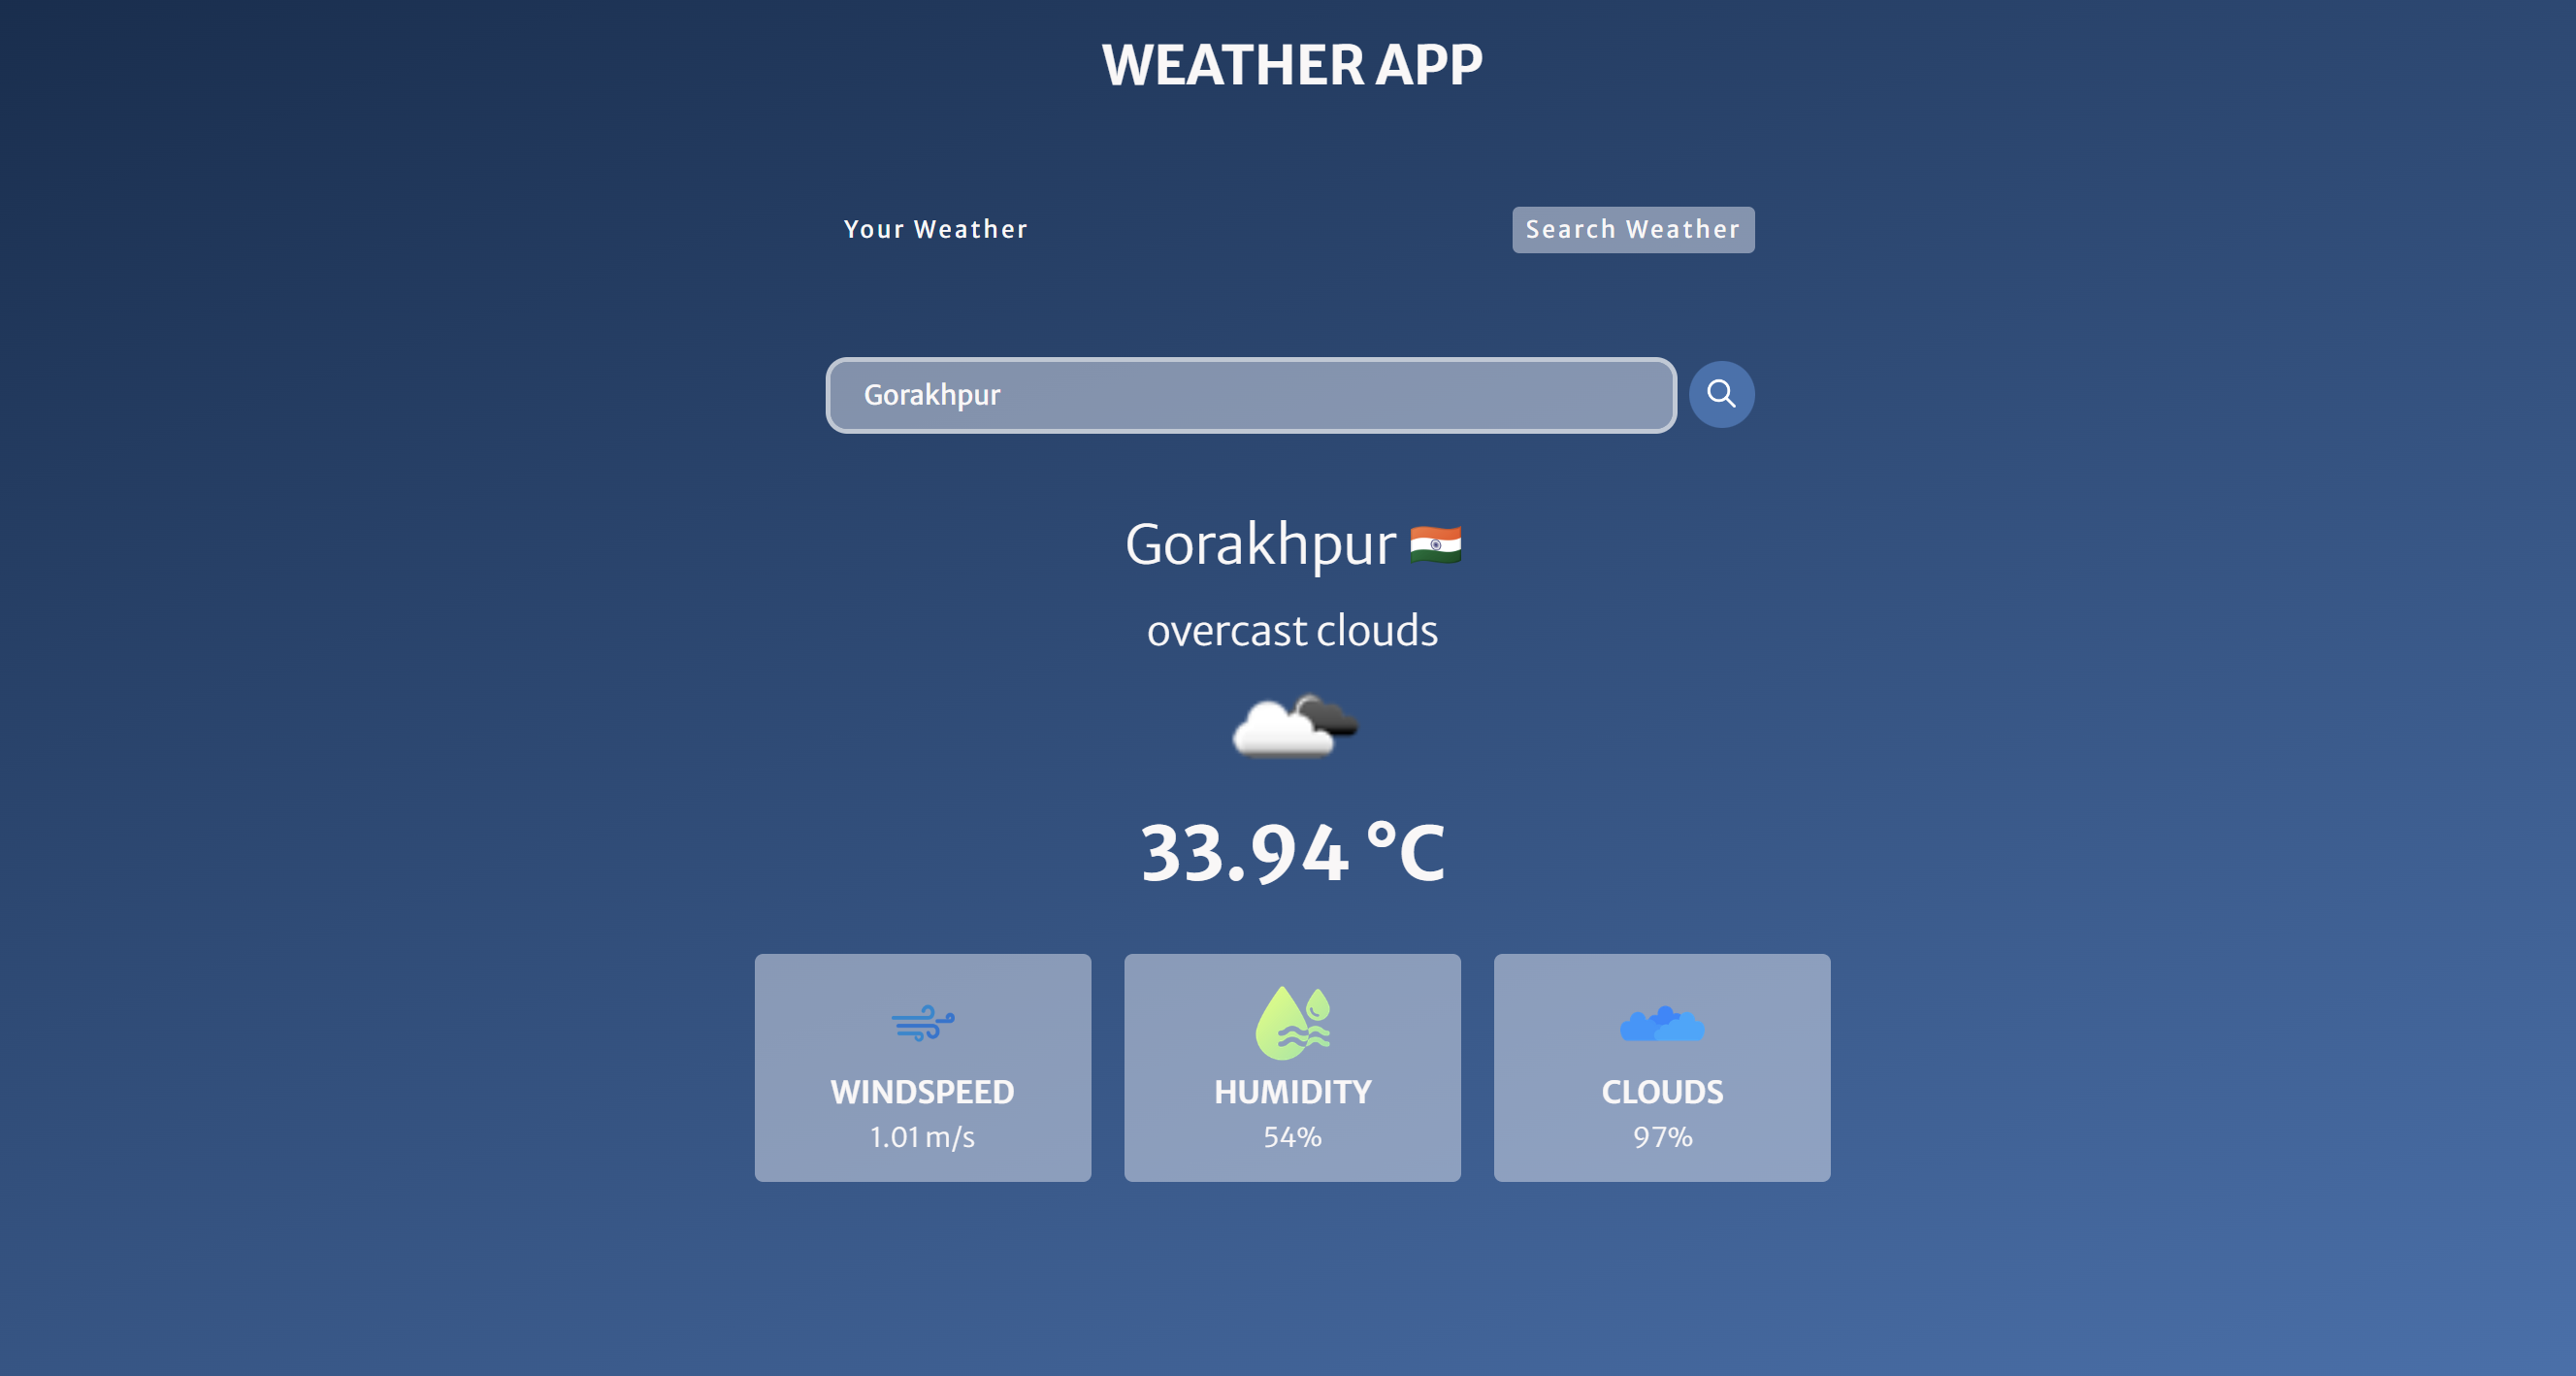 WEATHER APP
Your Weather
Search Weather
Gorakhpur
Gorakhpur
overcast clouds
33.94 °C
WINDSPEED
1.01 m/s
HUMIDITY
54%
CLOUDS
97%